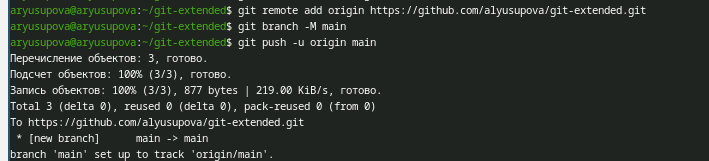 aryusupova@aryusupova:~/git-extended$ git remote add origin https://github.com/alyusupova/git-extended.git
aryusupova@aryusupova:~/git-extended$ git branch -M main
aryusupova@aryusupova:~/git-extended$ git push -u origin main
Перечисление объектов: 3, готово.
Подсчет объектов: 100% (3/3), готово.
Запись объектов: 100% (3/3), 877 bytes | 219.00 KiB/s, готово.
Total 3 (delta 0), reused 0 (delta 0), pack-reused 0 (from 0)
To https://github.com/alyusupova/git-extended.git
 * [new branch]      main -> main
branch 'main' set up to track 'origin/main'.